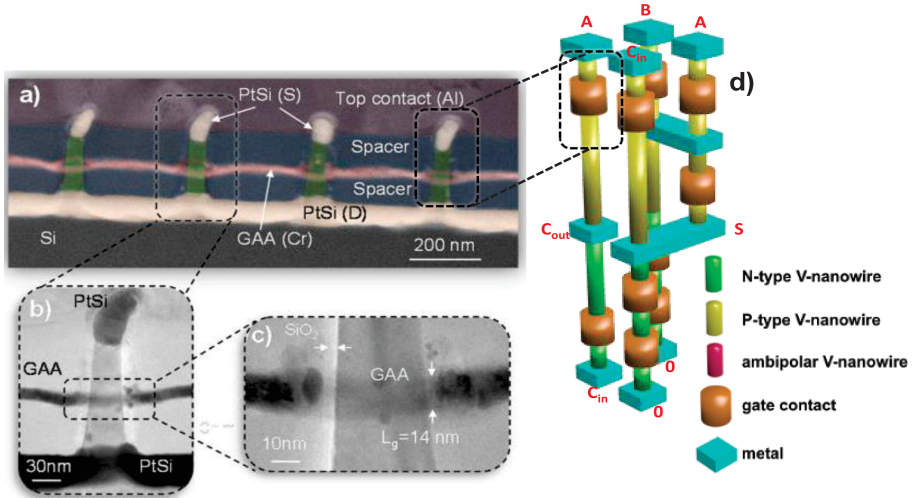 a)
PtSi (S)
Top contact (Al)
Spacer
Spacer
PtSi (D)
GAA (Cr)
Si
200 nm
b)
PtSi
GAA
30nm
PtSi
c)
SiO2
GAA
Lg=14 nm
10nm
d)
A
B
A
Cin
Cout
S
Cin
0
0
N-type V-nanowire
P-type V-nanowire
ambipolar V-nanowire
gate contact
metal